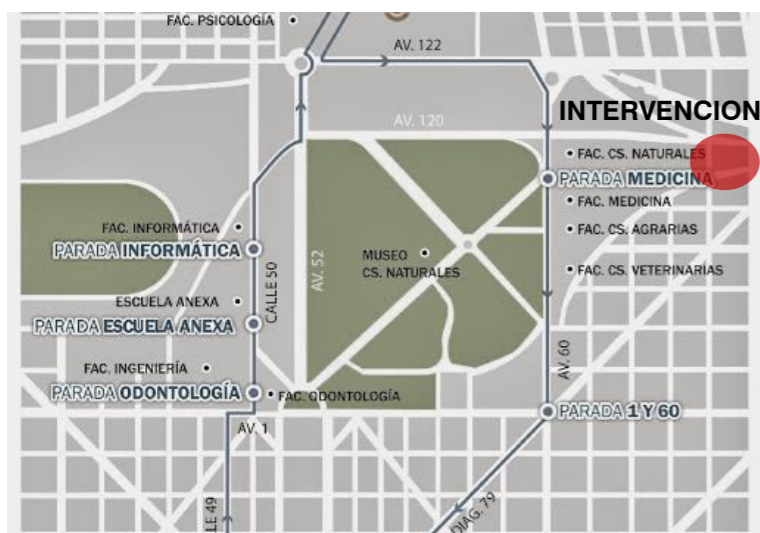 FAC. PSICOLOGÍA
AV. 122
INTERVENCION
AV. 120
FAC. CS. NATURALES
PARADA MEDICINA
FAC. MEDICINA
FAC. INFORMÁTICA
FAC. CS. AGRARIAS
PARADA INFORMÁTICA
MUSEO
CS. NATURALES
AV. 52
FAC. CS. VETERINARIAS
CALLE 50
ESCUELA ANEXA
PARADA ESCUELA ANEXA
FAC. INGENIERÍA
AV. 60
PARADA ODONTOLOGÍA
FAC. ODONTOLOGÍA
PARADA 1 Y 60
AV. 1
LE 49
DIAG. 79